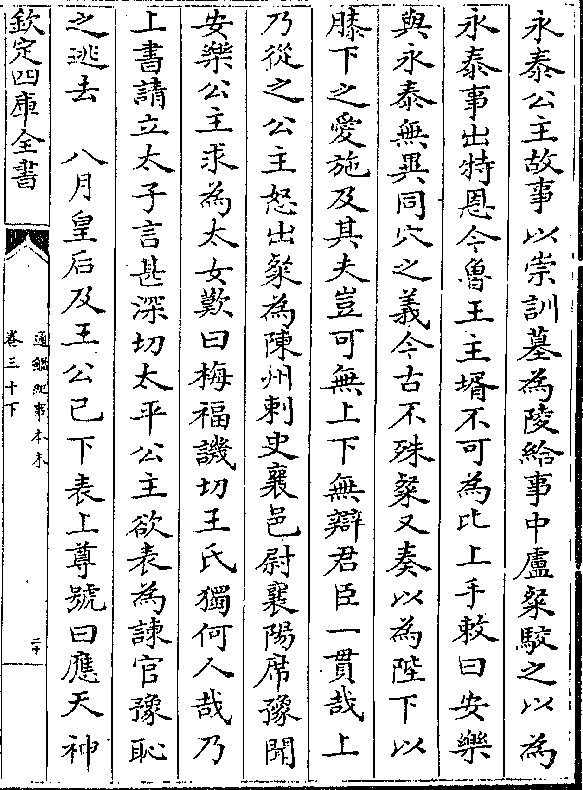 永泰公主故事以崇訓墓為陵給事中盧粲駮之以為
永泰事出特恩今魯王主壻不可為比上手敕曰安樂
與永泰無異同穴之義今古不殊粲又奏以為陛下以
膝下之愛施及其夫豈可無上下無辯君臣一貫哉上
乃從之公主怒出粲為陳州刺史襄邑尉襄陽席豫聞
安樂公主求為太女歎曰梅福譏切王氏獨何人哉乃
上書請立太子言甚深切太平公主欲表為諫官豫恥
之逃去 八月皇后及王公已下表上尊號曰應天神
欽定四庫全書
通鑑紀事本末
卷三十下
二十